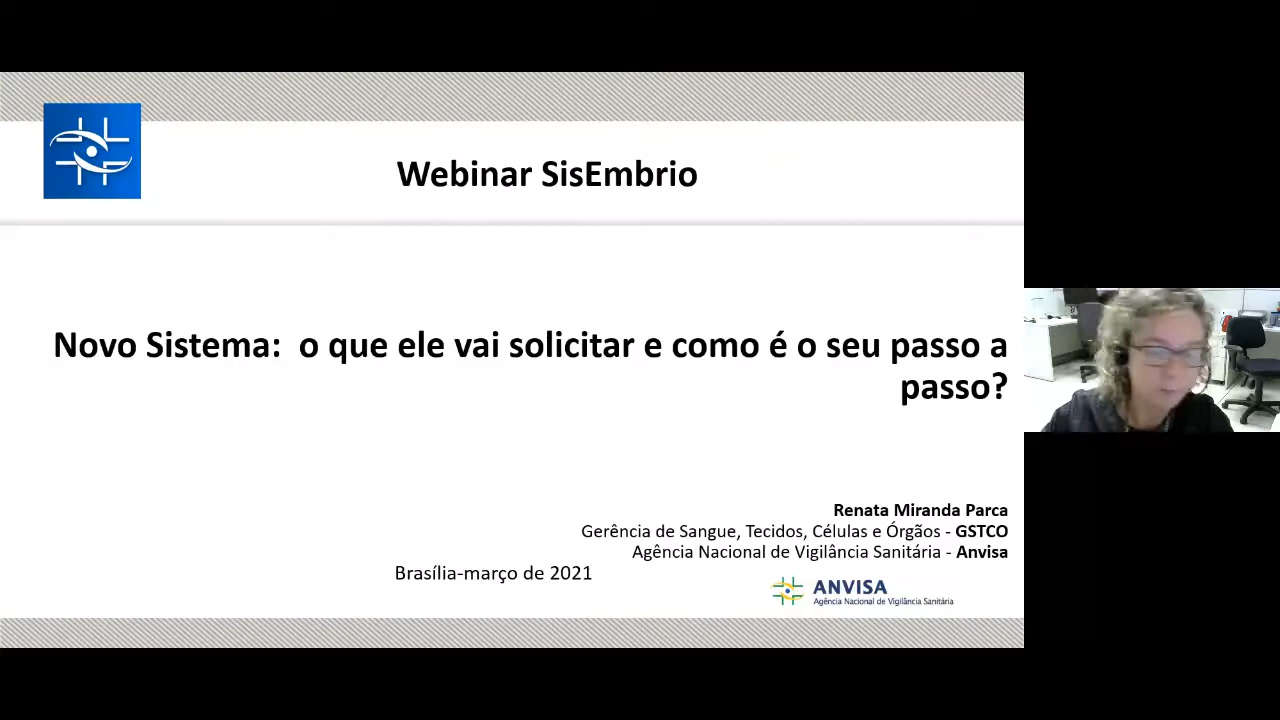 Webinar SisEmbrio
Novo Sistema: o que ele vai solicitar e como é o seu passo a
passo?
Renata Miranda Parca
Gerência de Sangue, Tecidos, Células e Órgãos - GSTCO
Agência Nacional de Vigilância Sanitária - Anvisa
Brasília-março de 2021
ANVISA
Agência Nacional de Vigilância Sanitária